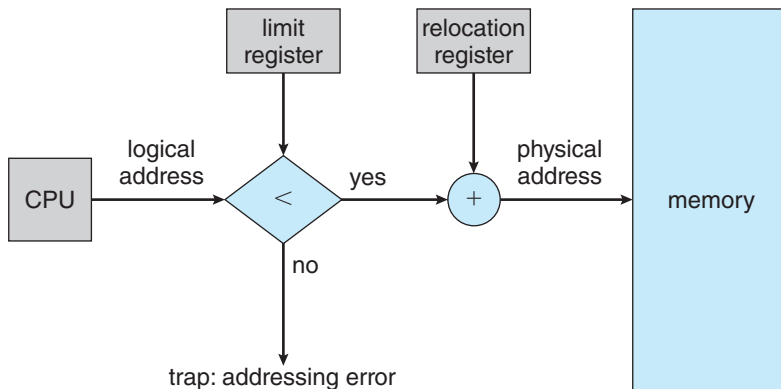 limit
register
relocation
register
logical
address
physical
address
CPU
<
yes
+
memory
no
trap: addressing error